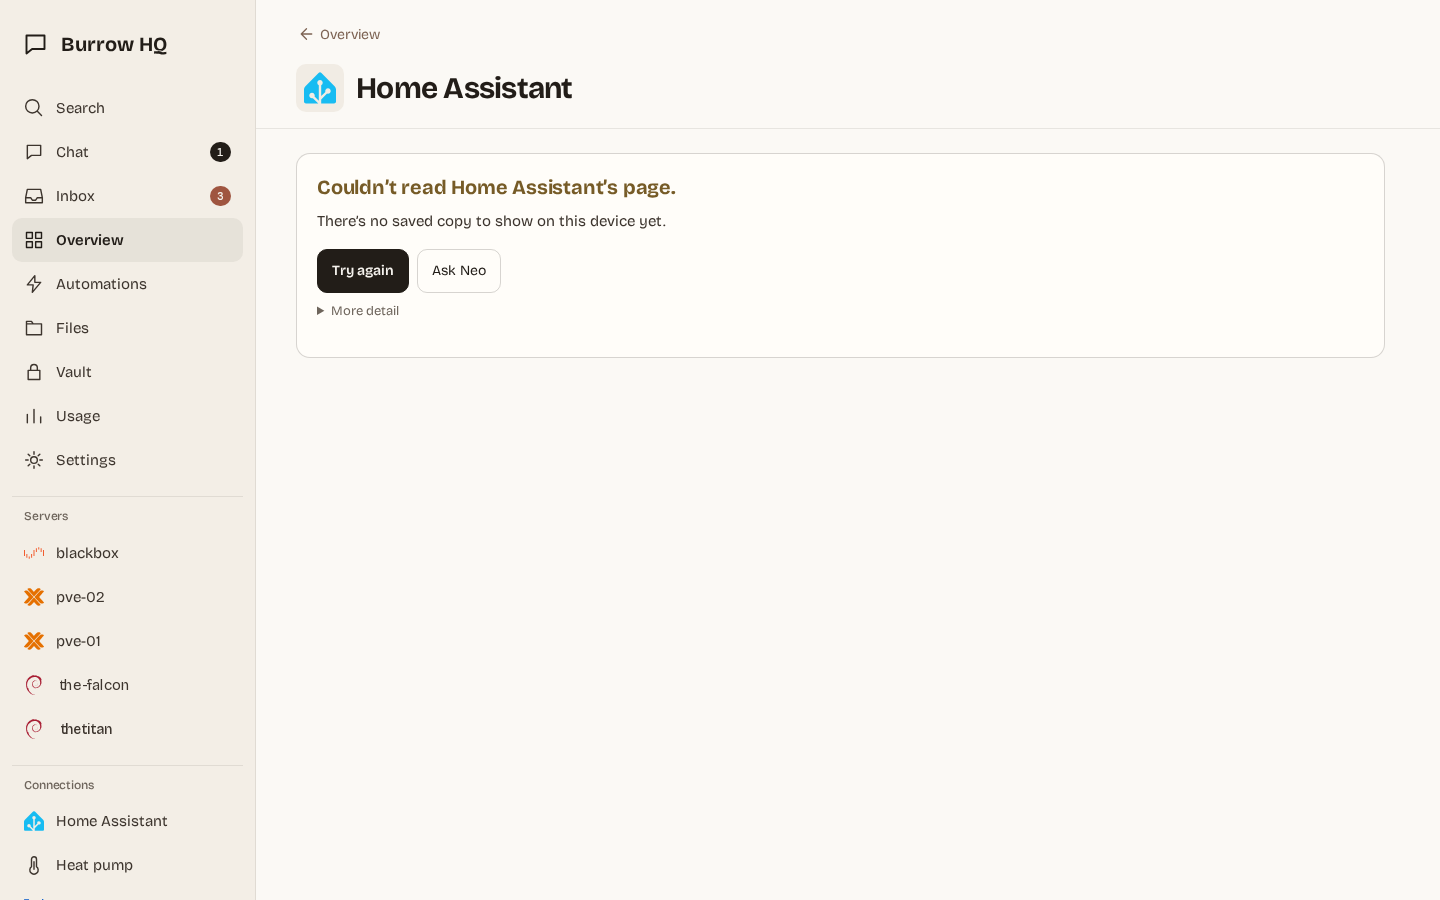 Burrow HQ
Search
Chat
1
Inbox
3
Overview
Automations
Files
Vault
Usage
Settings
Servers
blackbox
pve-02
pve-01
the-falcon
thetitan
Connections
Home Assistant
Heat pump
Overview
Home Assistant
Couldn’t read Home Assistant’s page.
There’s no saved copy to show on this device yet.
Try again
Ask Neo
More detail